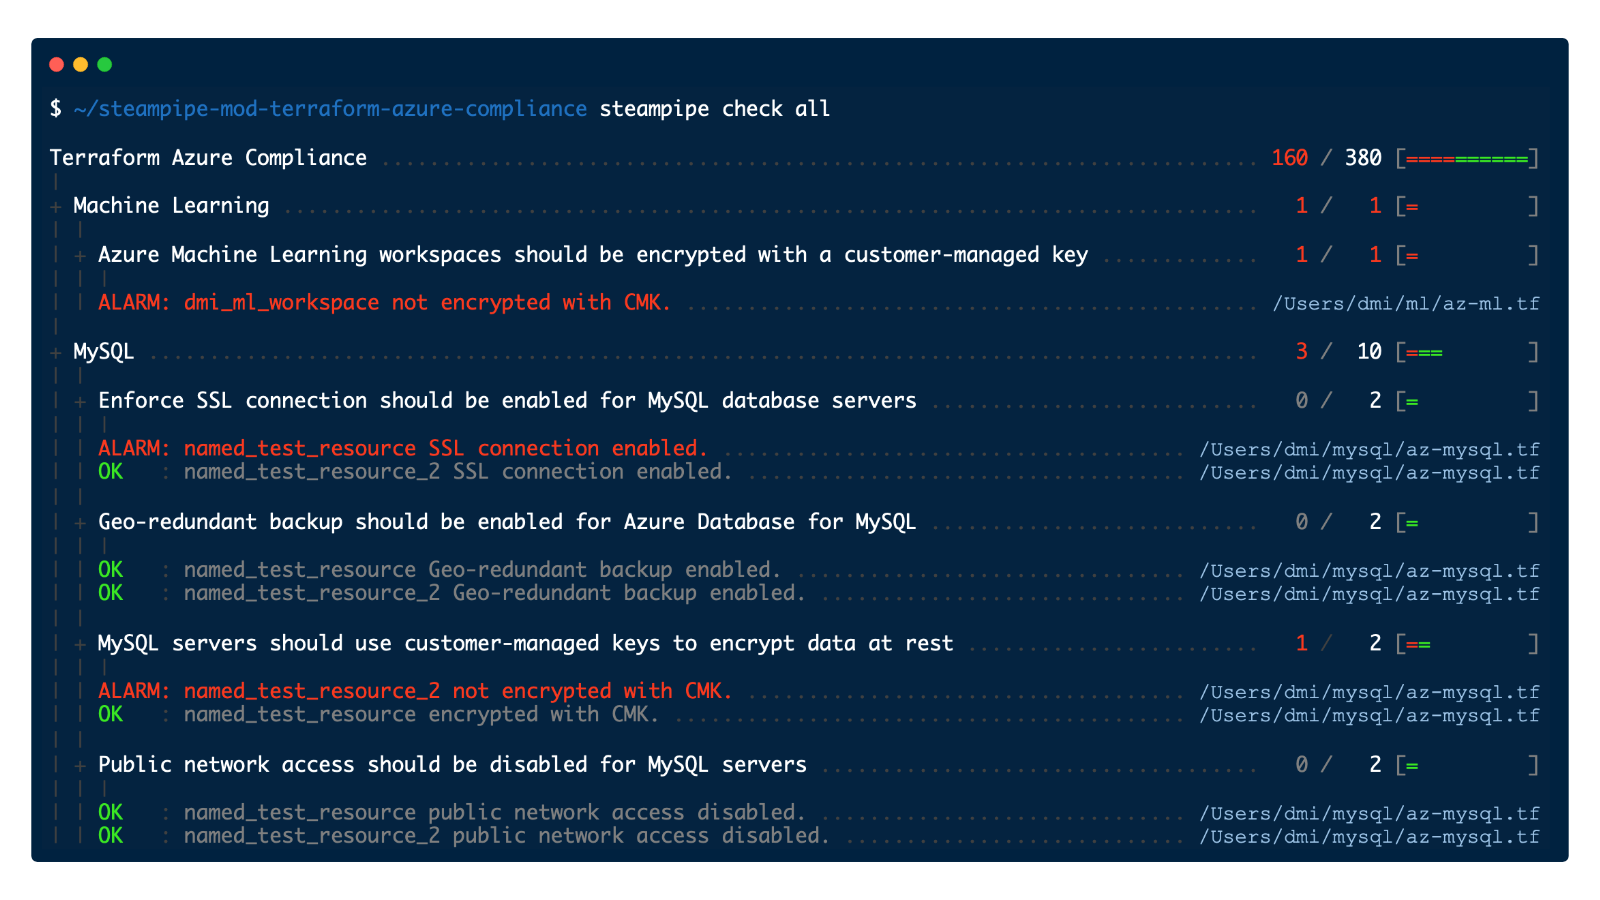 $ ~/steampipe-mod-terraform-azure-compliance steampipe check all
Terraform Azure Compliance ........................................................................ 160 / 380 [==========]
|
+ Machine Learning ................................................................................ 1 / 1 [= ]
| |
| + Azure Machine Learning workspaces should be encrypted with a customer-managed key ............. 1 / 1 [= ]
| | |
| | ALARM: dmi_ml_workspace not encrypted with CMK. ............................................... /Users/dmi/ml/az-ml.tf
|
+ MySQL ........................................................................................... 3 / 10 [=== ]
| |
| + Enforce SSL connection should be enabled for MySQL database servers ........................... 0 / 2 [= ]
| | |
| | ALARM: named_test_resource SSL connection enabled. ...................................... /Users/dmi/mysql/az-mysql.tf
| | OK : named_test_resource_2 SSL connection enabled. .................................... /Users/dmi/mysql/az-mysql.tf
| |
| + Geo-redundant backup should be enabled for Azure Database for MySQL ........................... 0 / 2 [= ]
| | |
| | OK : named_test_resource Geo-redundant backup enabled. ................................ /Users/dmi/mysql/az-mysql.tf
| | OK : named_test_resource_2 Geo-redundant backup enabled. .............................. /Users/dmi/mysql/az-mysql.tf
| |
| + MySQL servers should use customer-managed keys to encrypt data at rest ........................ 1 / 2 [== ]
| | |
| | ALARM: named_test_resource_2 not encrypted with CMK. .................................... /Users/dmi/mysql/az-mysql.tf
| | OK : named_test_resource encrypted with CMK. .......................................... /Users/dmi/mysql/az-mysql.tf
| |
| + Public network access should be disabled for MySQL servers .................................... 0 / 2 [= ]
| | |
| | OK : named_test_resource public network access disabled. .............................. /Users/dmi/mysql/az-mysql.tf
| | OK : named_test_resource_2 public network access disabled. ............................ /Users/dmi/mysql/az-mysql.tf